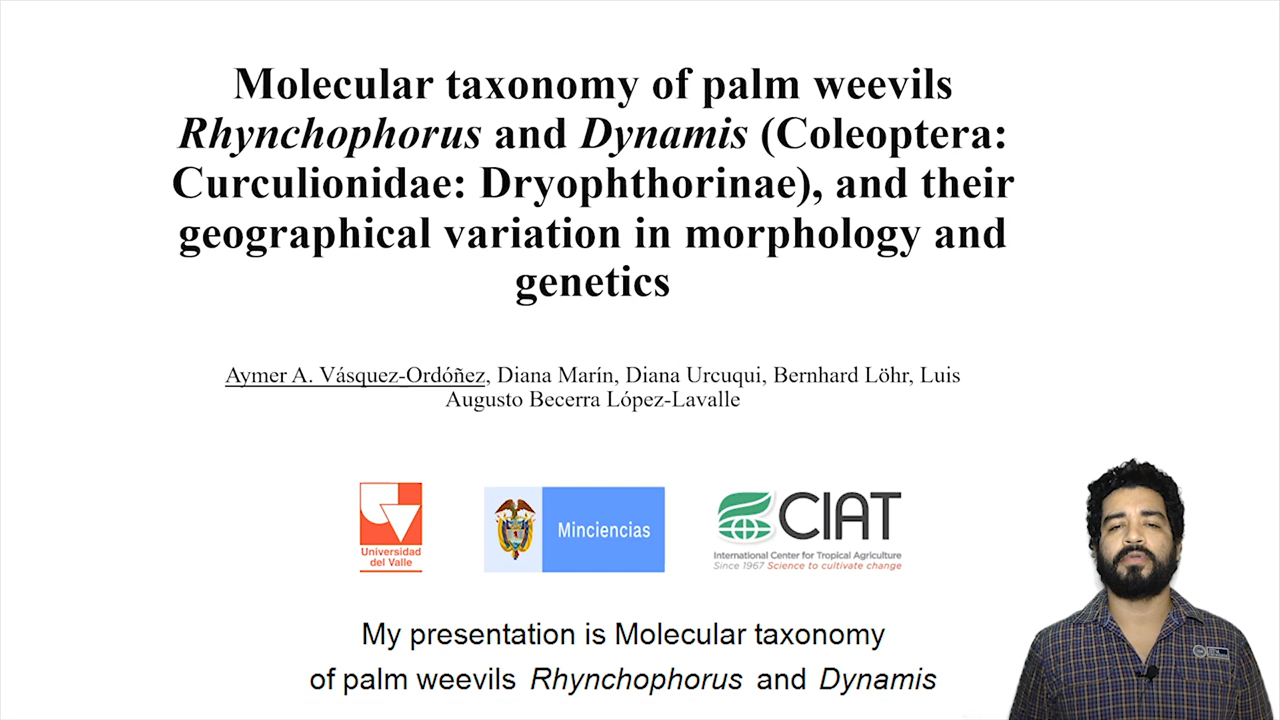 Molecular taxonomy of palm weevils
Rhynchophorus and Dynamis (Coleoptera:
Curculionidae: Dryophthorinae), and their
geographical variation in morphology and
genetics
Aymer A. Vásquez-Ordóñez, Diana Marín, Diana Urcuqui, Bernhard Löhr, Luis
Augusto Becerra López-Lavalle
Universidad
del Valle
Minciencias
CIAT
International Center for Tropical Agriculture
Since 1967 Science to cultivate change
My presentation is Molecular taxonomy
of palm weevils Rhynchophorus and Dynamis